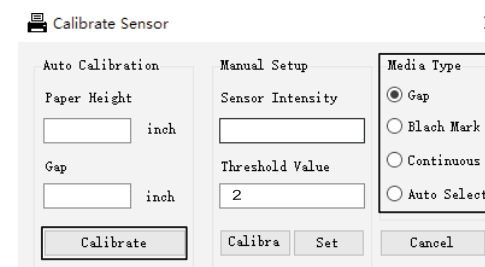 Calibrate Sensor
Auto Calibration
Paper Height
inch
Gap
inch
Calibrate
Manual Setup
Sensor Intensity
Threshold Value
2
Calibra
Set
Media Type
Gap
Blach Mark
Continuous
Auto Select
Cancel